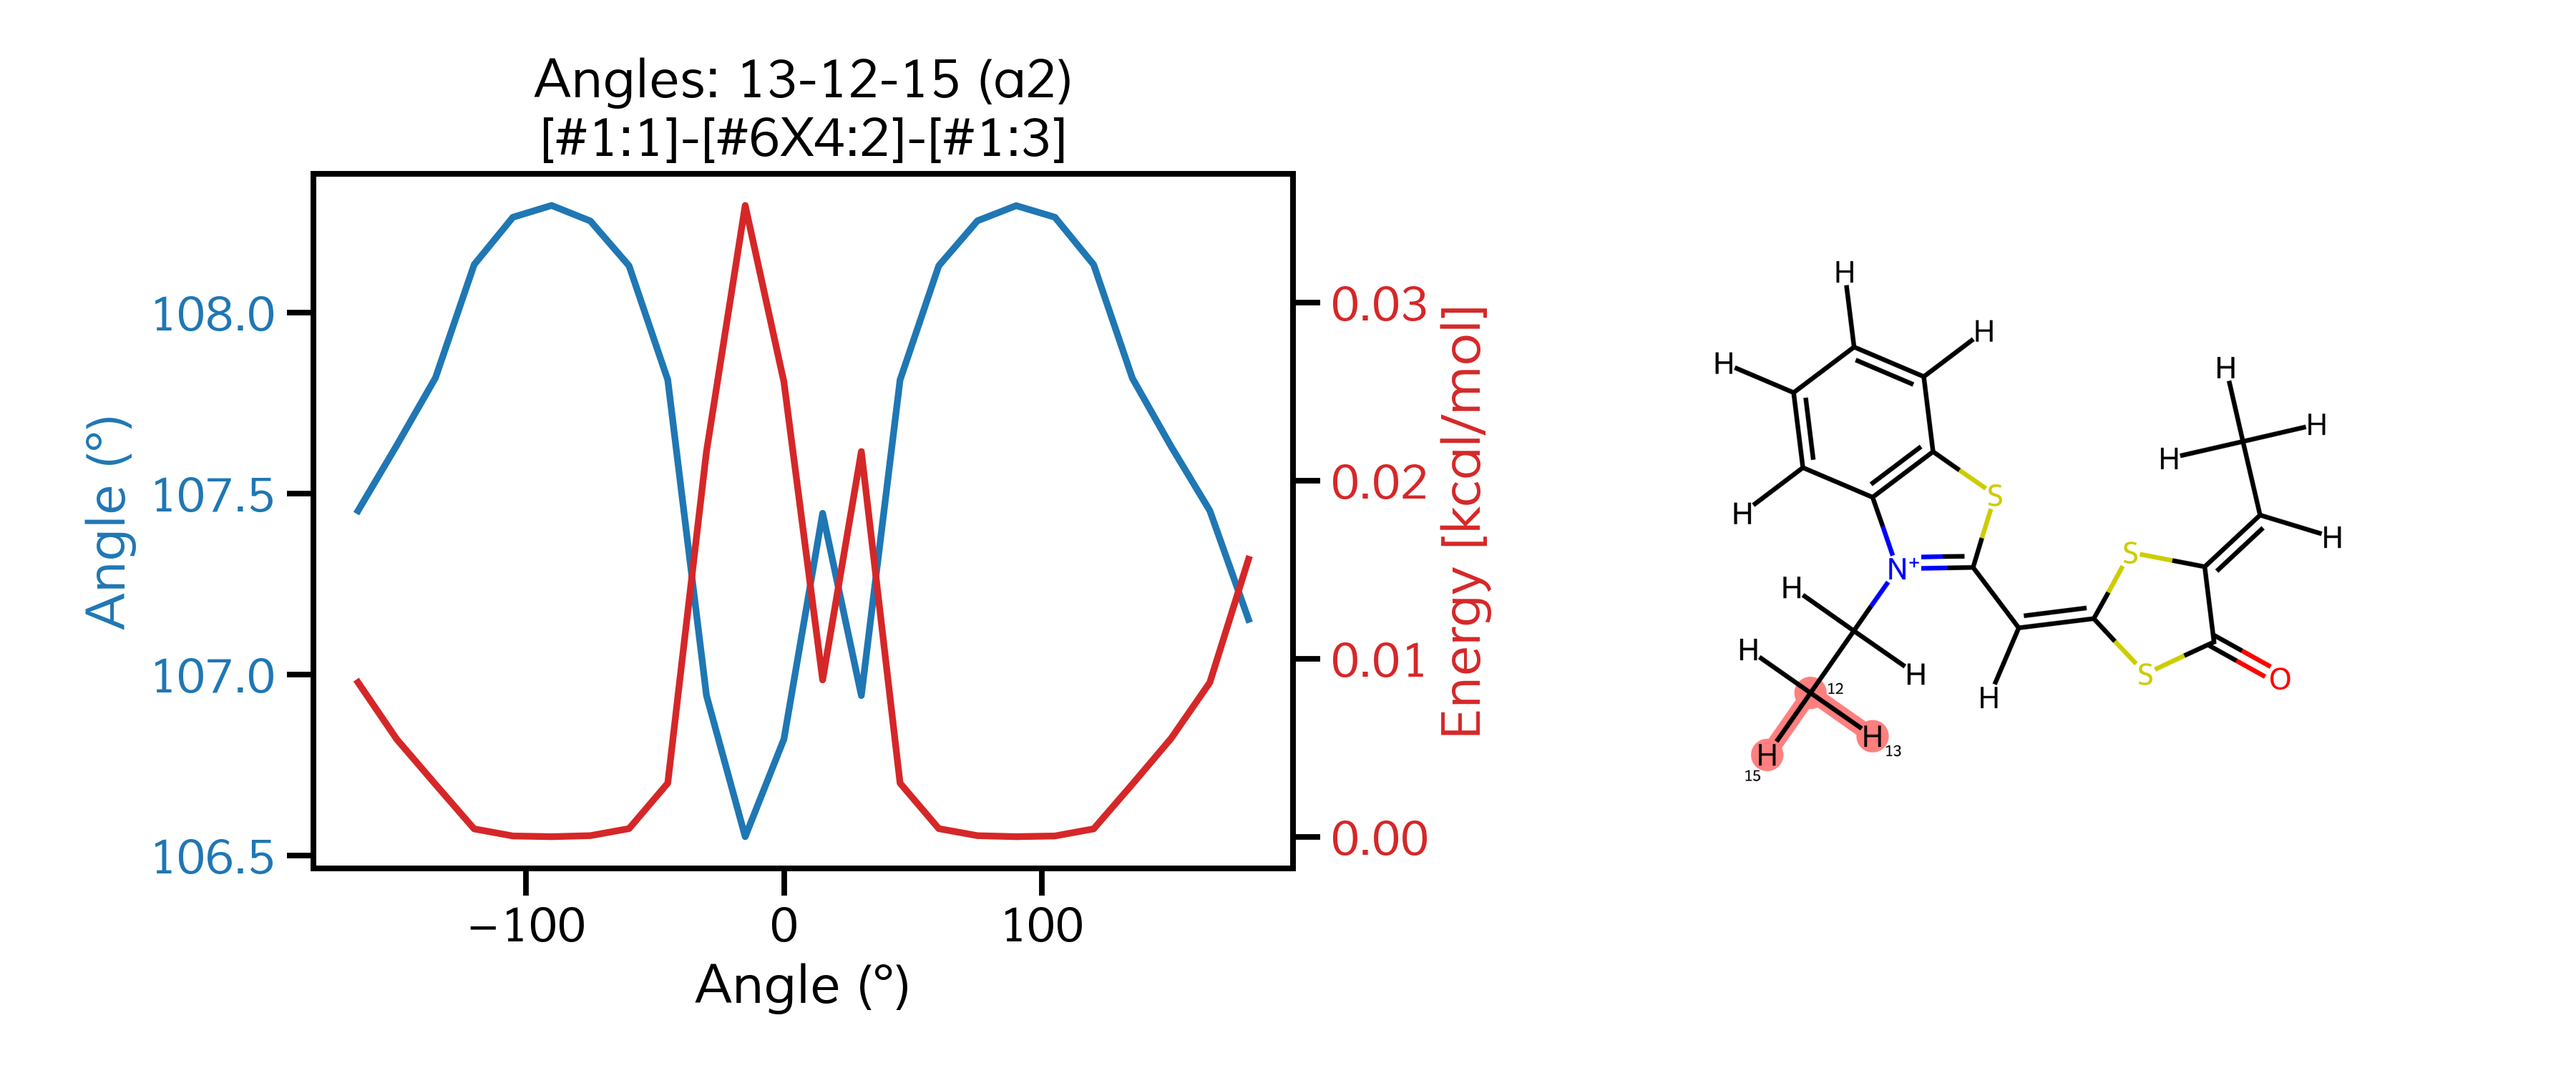 Angles: 13-12-15 (a2)
[#1:1]-[#6X4:2]-[#1:3]
Angle (°)
108.0
107.5
107.0
106.5
0.03
0.02
0.01
0.00
Energy [kcal/mol]
−100 0 100
Angle (°)
H
H
H
H
H
H
H
S
H
S
H
N+
H
H
H
12
S
O
H
H
13
H
15